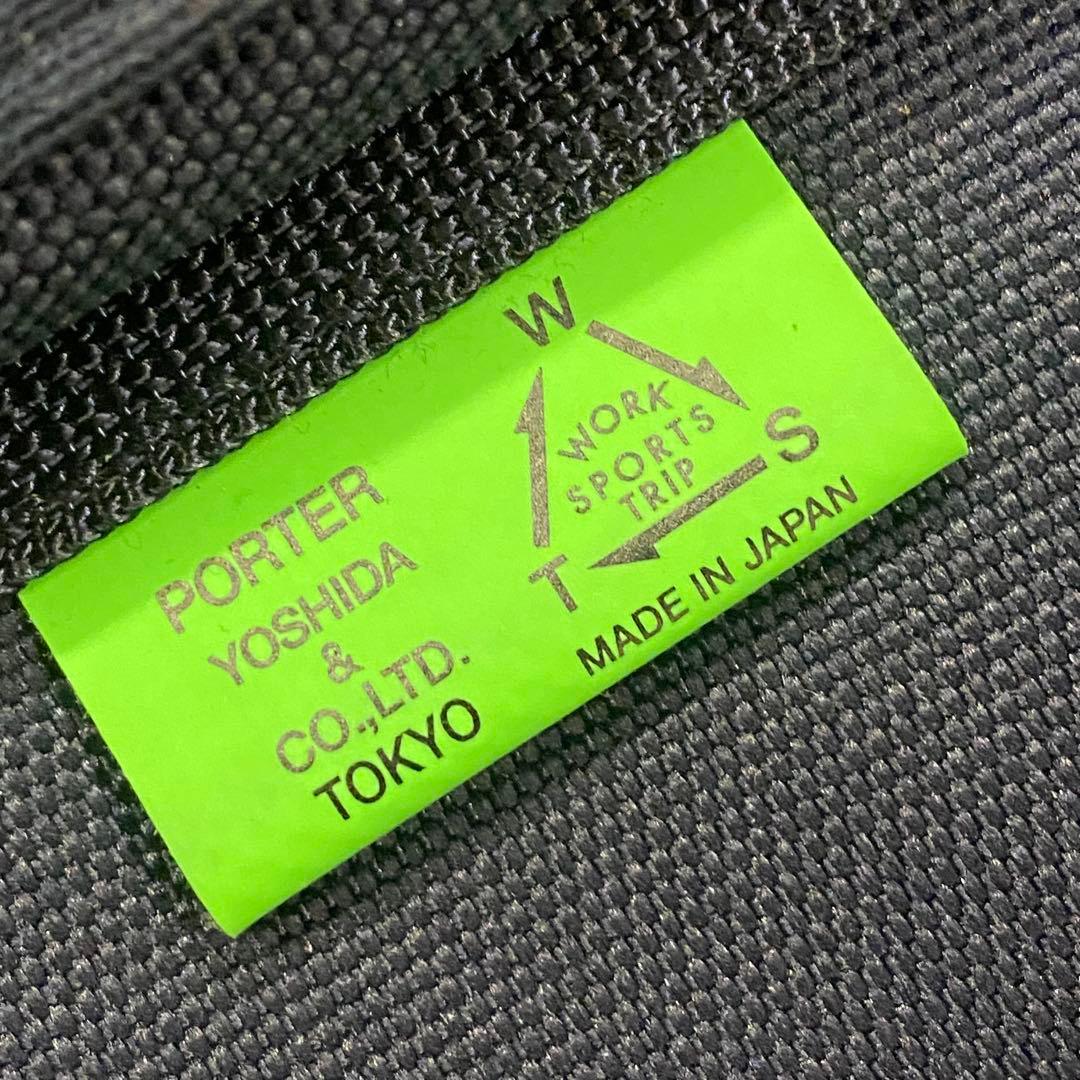 PORTER
YOSHIDA
&
CO.,LTD.
TOKYO
W
WORK
SPORTS
TRIP
S
T
MADE IN JAPAN